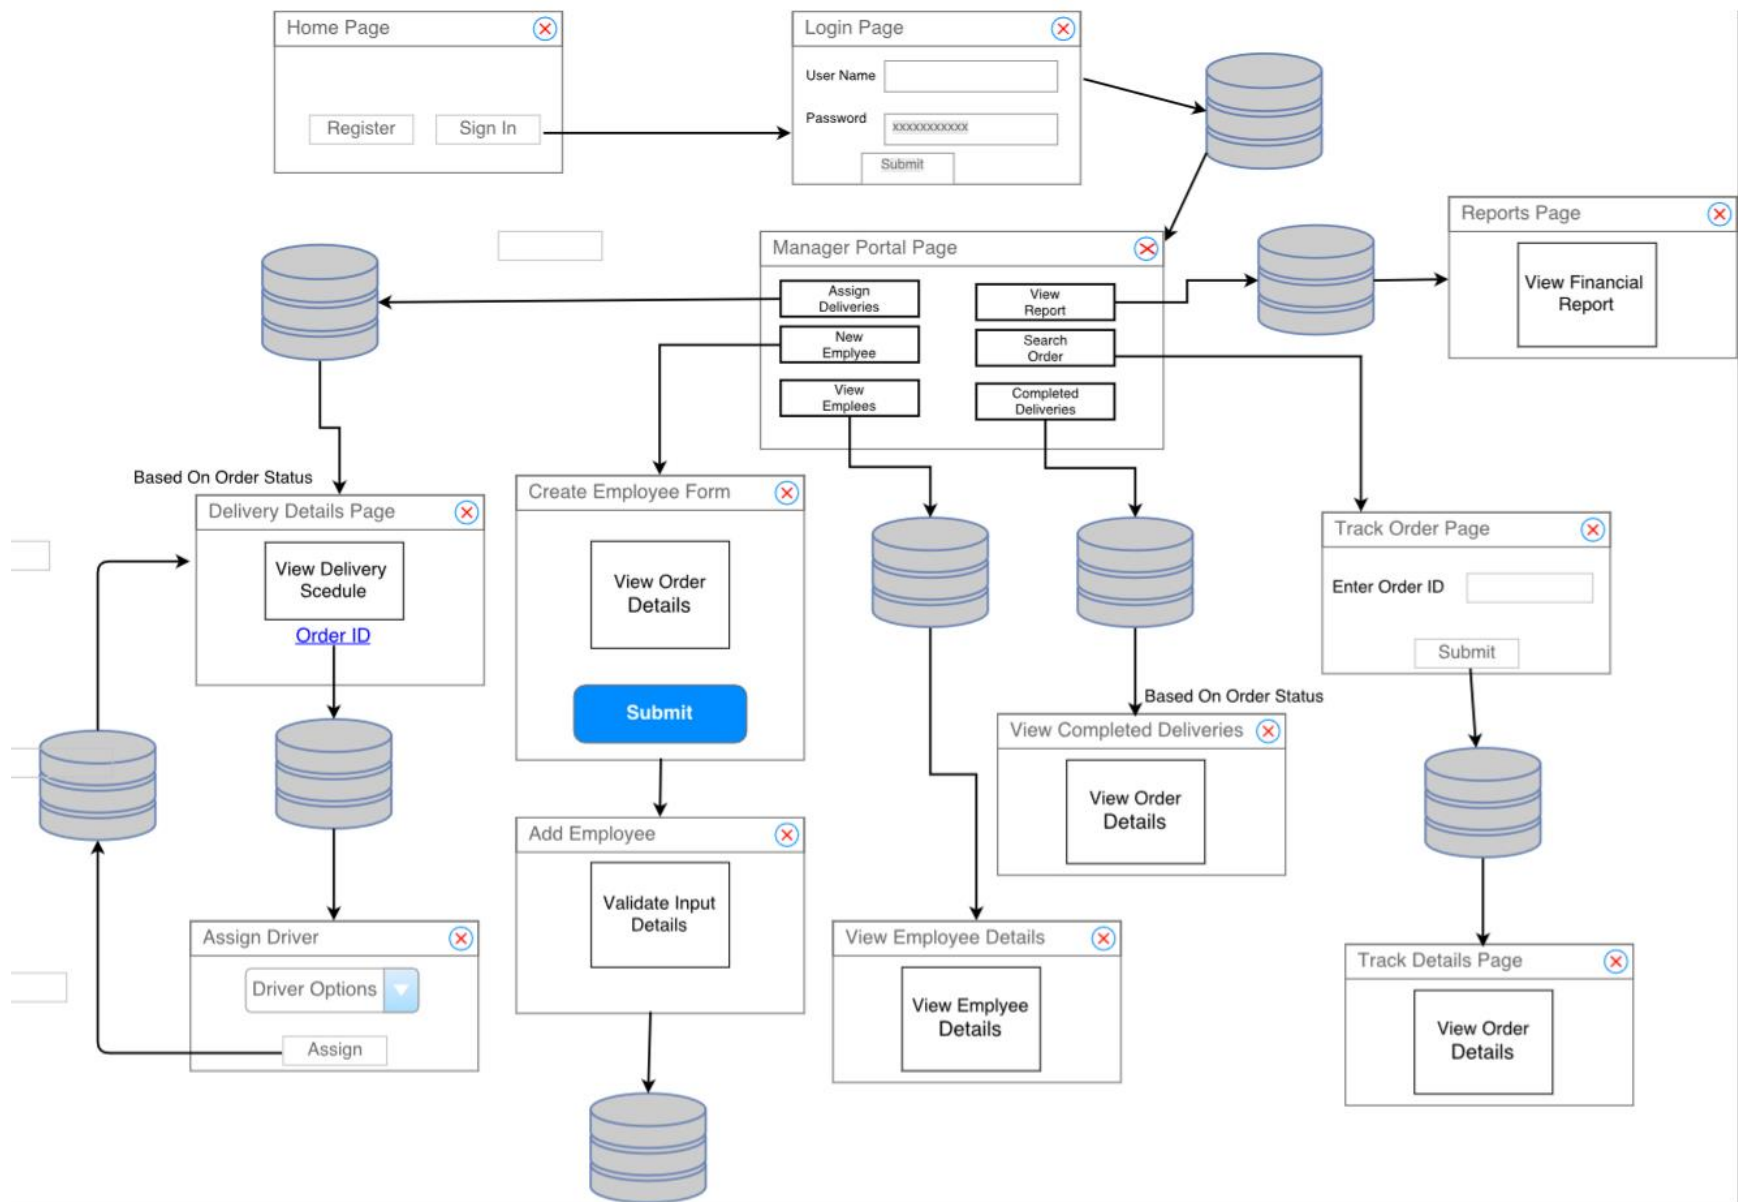 Home Page
Register
Sign In
Login Page
User Name
Password
xxxxxxxxxxx
Submit
Manager Portal Page
Assign
Deliveries
View
Report
New
Emplyee
Search
Order
View
Emplees
Completed
Deliveries
Reports Page
View Financial
Report
Based On Order Status
Delivery Details Page
View Delivery
Scedule
Order ID
Create Employee Form
View Order
Details
Submit
Track Order Page
Enter Order ID
Submit
Based On Order Status
View Completed Deliveries
View Order
Details
Add Employee
Validate Input
Details
Assign Driver
Driver Options
Assign
View Employee Details
View Emplyee
Details
Track Details Page
View Order
Details